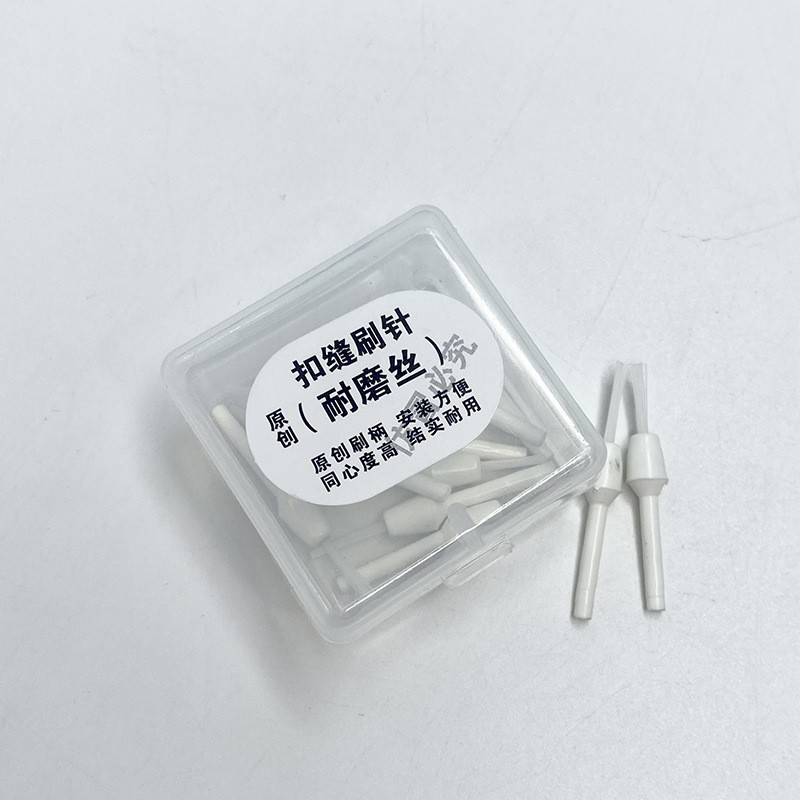 扣缝刷针
原创
（耐磨丝）
原创刷柄 安装方便
同心度高 结实耐用